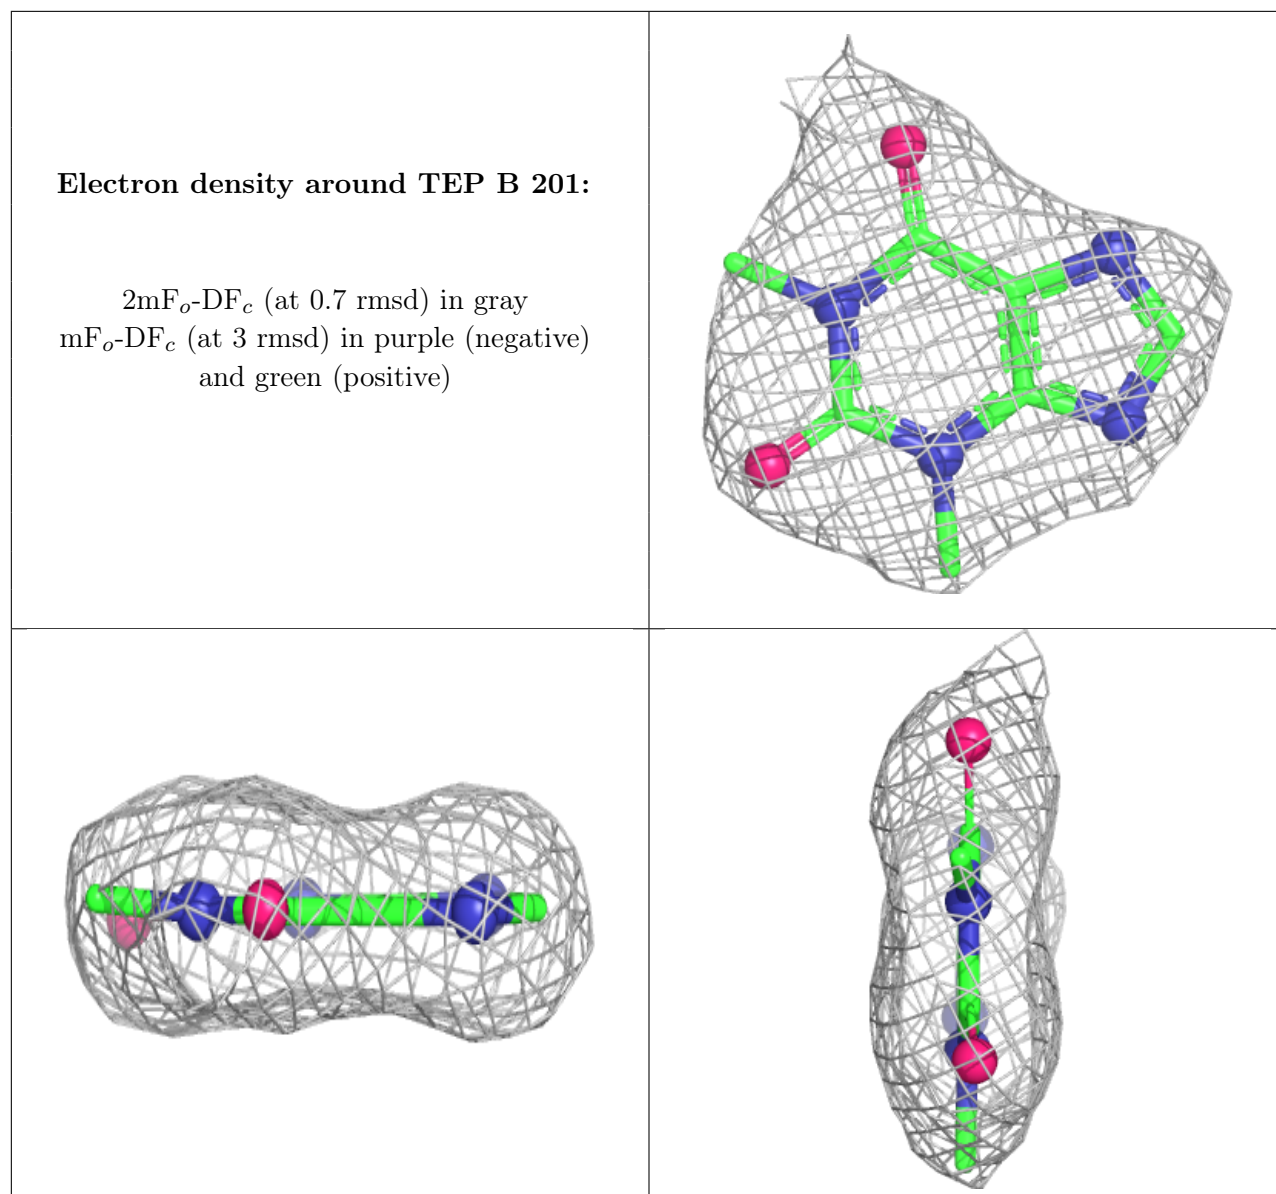 Electron density around TEP B 201:
2mF𝑜-DF𝑐 (at 0.7 rmsd) in gray
mF𝑜-DF𝑐 (at 3 rmsd) in purple (negative)
and green (positive)